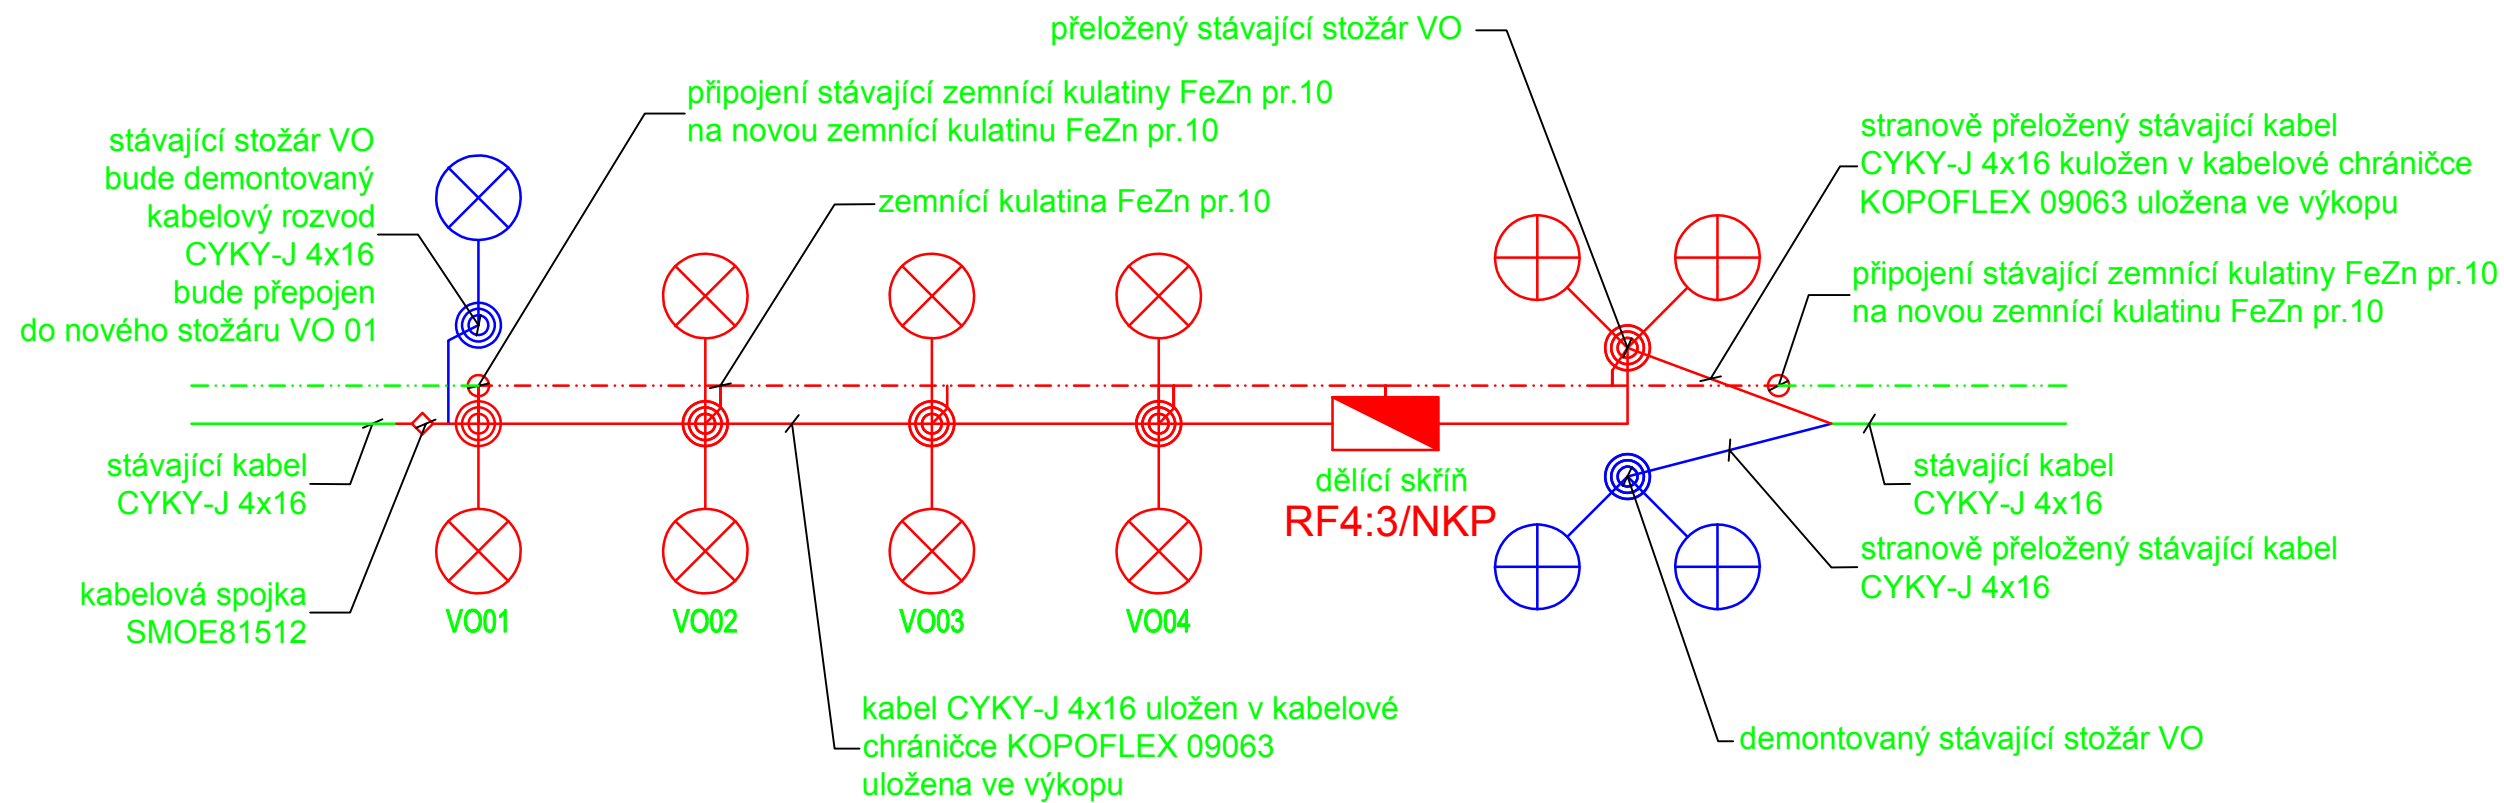 přeložený stávající stožár VO
připojení stávající zemnící kulatiny FeZn pr.10
na novou zemnící kulatinu FeZn pr.10
stávající stožár VO
bude demontovaný
kabelový rozvod
CYKY-J 4x16
bude přepojen
do nového stožáru VO 01
zemnící kulatina FeZn pr.10
stranově přeložený stávající kabel
CYKY-J 4x16 kuložen v kabelové chráničce
KOPOFLEX 09063 uložena ve výkopu
připojení stávající zemnící kulatiny FeZn pr.10
na novou zemnící kulatinu FeZn pr.10
stávající kabel
CYKY-J 4x16
dělící skříň
RF4:3/NKP
stávající kabel
CYKY-J 4x16
stranově přeložený stávající kabel
CYKY-J 4x16
kabelová spojka
SMOE81512
VO01
VO02
VO03
VO04
kabel CYKY-J 4x16 uložen v kabelové
chráničce KOPOFLEX 09063
uložena ve výkopu
demontovaný stávající stožár VO